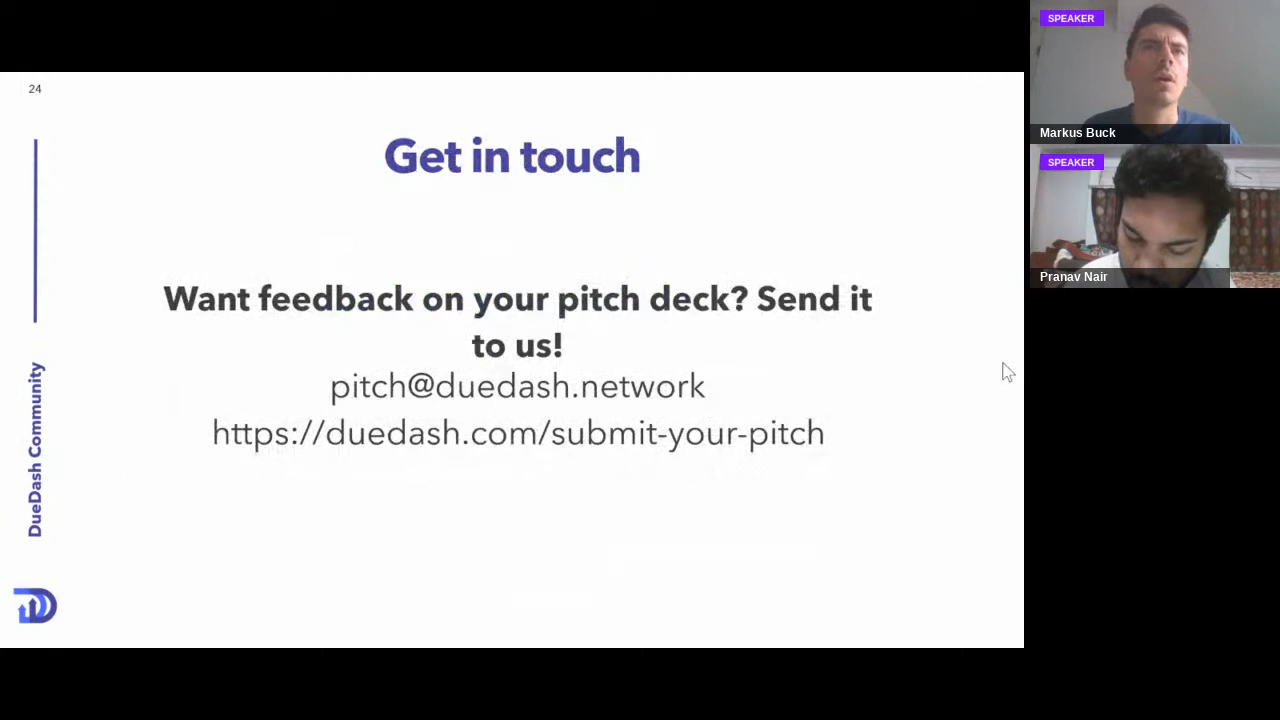 24
Get in touch
Want feedback on your pitch deck? Send it
to us!
pitch@duedash.network
https://duedash.com/submit-your-pitch
DueDash Community
SPEAKER
Markus Buck
SPEAKER
Pranav Nair